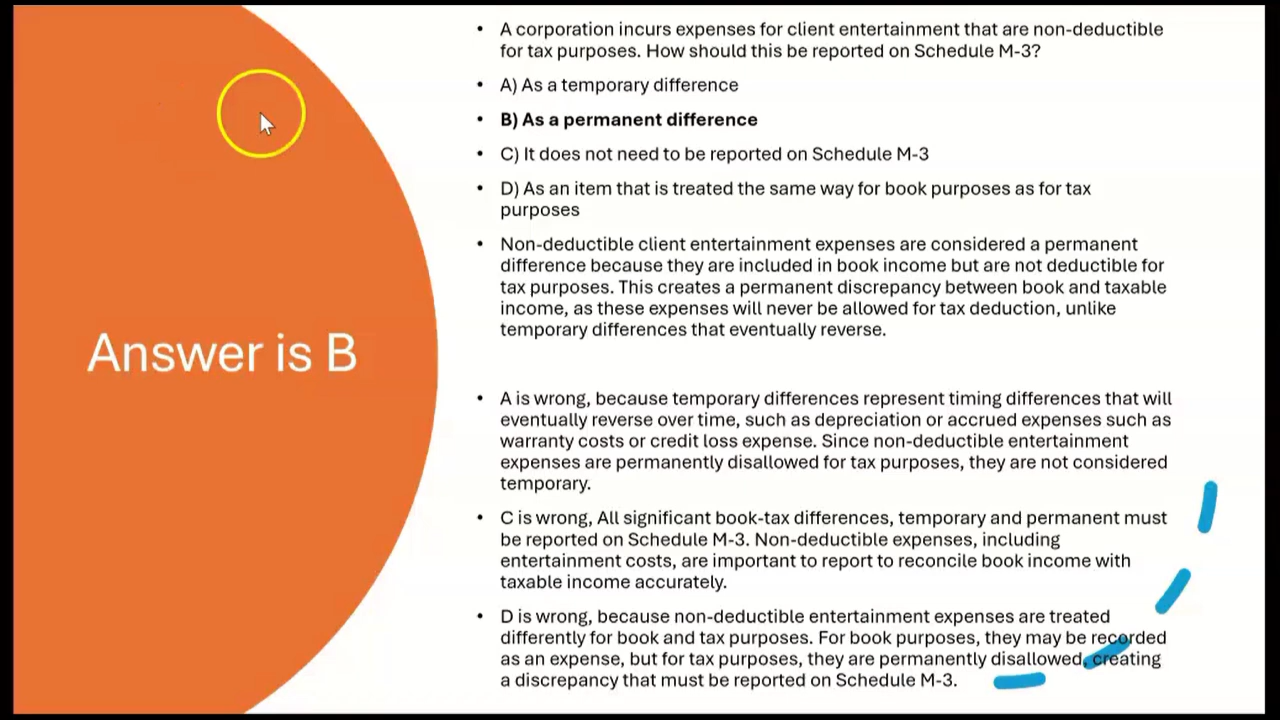 Answer is B
• A corporation incurs expenses for client entertainment that are non-deductible
for tax purposes. How should this be reported on Schedule M-3?
• A) As a temporary difference
• B) As a permanent difference
• C) It does not need to be reported on Schedule M-3
• D) As an item that is treated the same way for book purposes as for tax
purposes
• Non-deductible client entertainment expenses are considered a permanent
difference because they are included in book income but are not deductible for
tax purposes. This creates a permanent discrepancy between book and taxable
income, as these expenses will never be allowed for tax deduction, unlike
temporary differences that eventually reverse.
• A is wrong, because temporary differences represent timing differences that will
eventually reverse over time, such as depreciation or accrued expenses such as
warranty costs or credit loss expense. Since non-deductible entertainment
expenses are permanently disallowed for tax purposes, they are not considered
temporary.
• C is wrong, All significant book-tax differences, temporary and permanent must
be reported on Schedule M-3. Non-deductible expenses, including
entertainment costs, are important to report to reconcile book income with
taxable income accurately.
• D is wrong, because non-deductible entertainment expenses are treated
differently for book and tax purposes. For book purposes, they may be recorded
as an expense, but for tax purposes, they are permanently disallowed, creating
a discrepancy that must be reported on Schedule M-3.